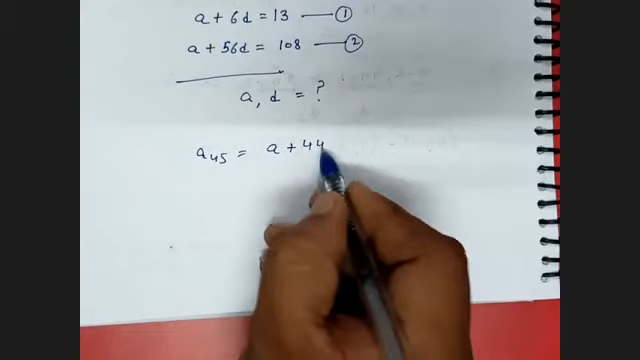 a + 6d = 13 —— ①
a + 56d = 108 —— ②
a, d = ?
a₄₅ = a + 44